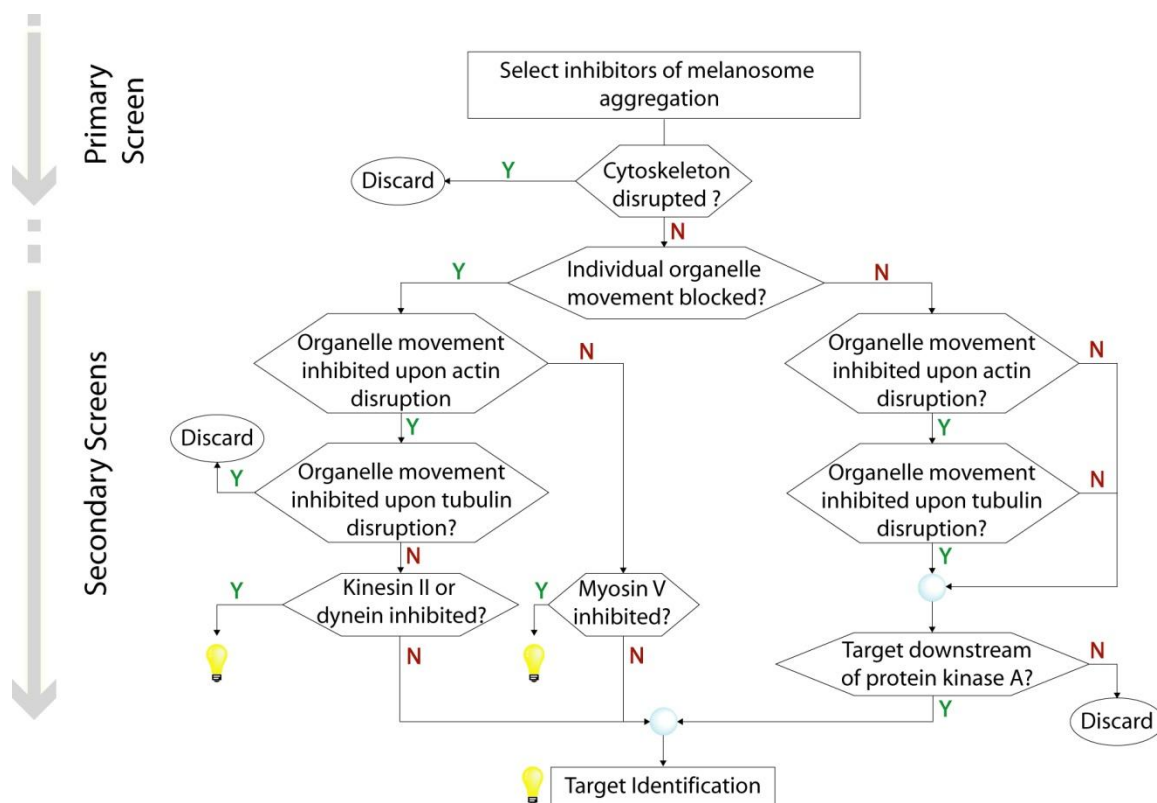 Primary
Screen
Secondary Screens
Select inhibitors of melanosome
aggregation
Cytoskeleton
disrupted ?
Y
Discard
N
Individual organelle
movement blocked?
Y
N
Organelle movement
inhibited upon actin
disruption
N
Y
Organelle movement
inhibited upon actin
disruption?
N
Y
Discard
Y
Organelle movement
inhibited upon tubulin
disruption?
N
Organelle movement
inhibited upon tubulin
disruption?
N
Y
Y
Kinesin II or
dynein inhibited?
N
Y
Myosin V
inhibited?
N
Target downstream
of protein kinase A?
N
Y
Discard
Target Identification